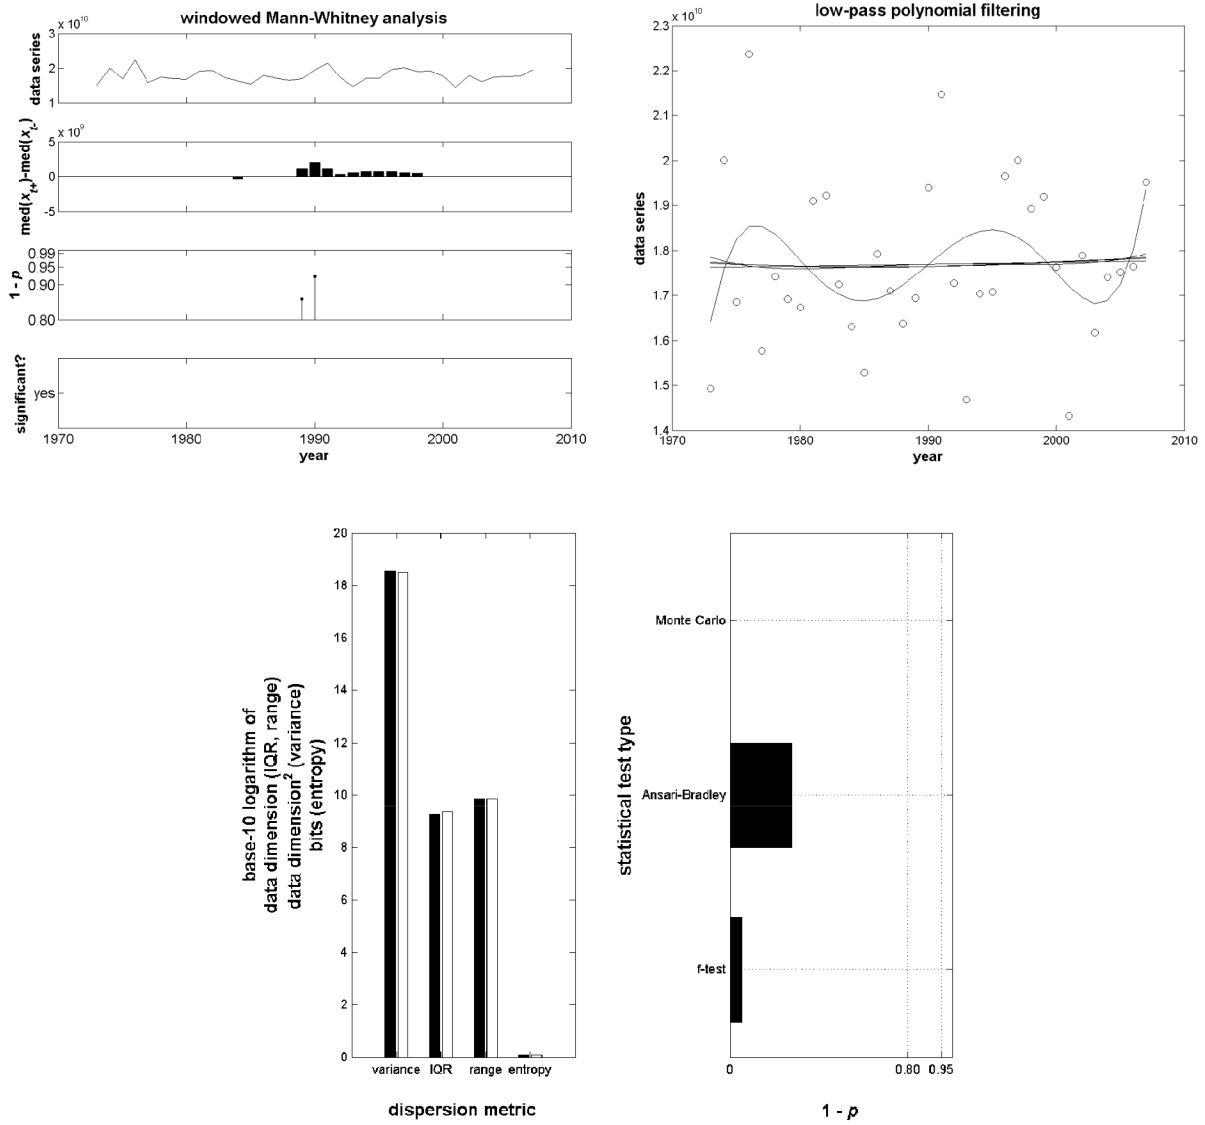 windowed Mann-Whitney analysis
x 10^10
3
2
1
data series
x 10^9
5
0
-5
med(x_t+)-med(x_t-)
0.99
0.95
0.90
0.80
1 - p
yes
significant?
1970 1980 1990 2000 2010
year
low-pass polynomial filtering
x 10^10
2.3
2.2
2.1
2
1.9
1.8
1.7
1.6
1.5
1.4
data series
1970 1980 1990 2000 2010
year
20
18
16
14
12
10
8
6
4
2
0
base-10 logarithm of
data dimension (IQR, range)
data dimension² (variance)
bits (entropy)
variance IQR range entropy
dispersion metric
statistical test type
Monte Carlo
Ansari-Bradley
f-test
0 0.80 0.95
1 - p